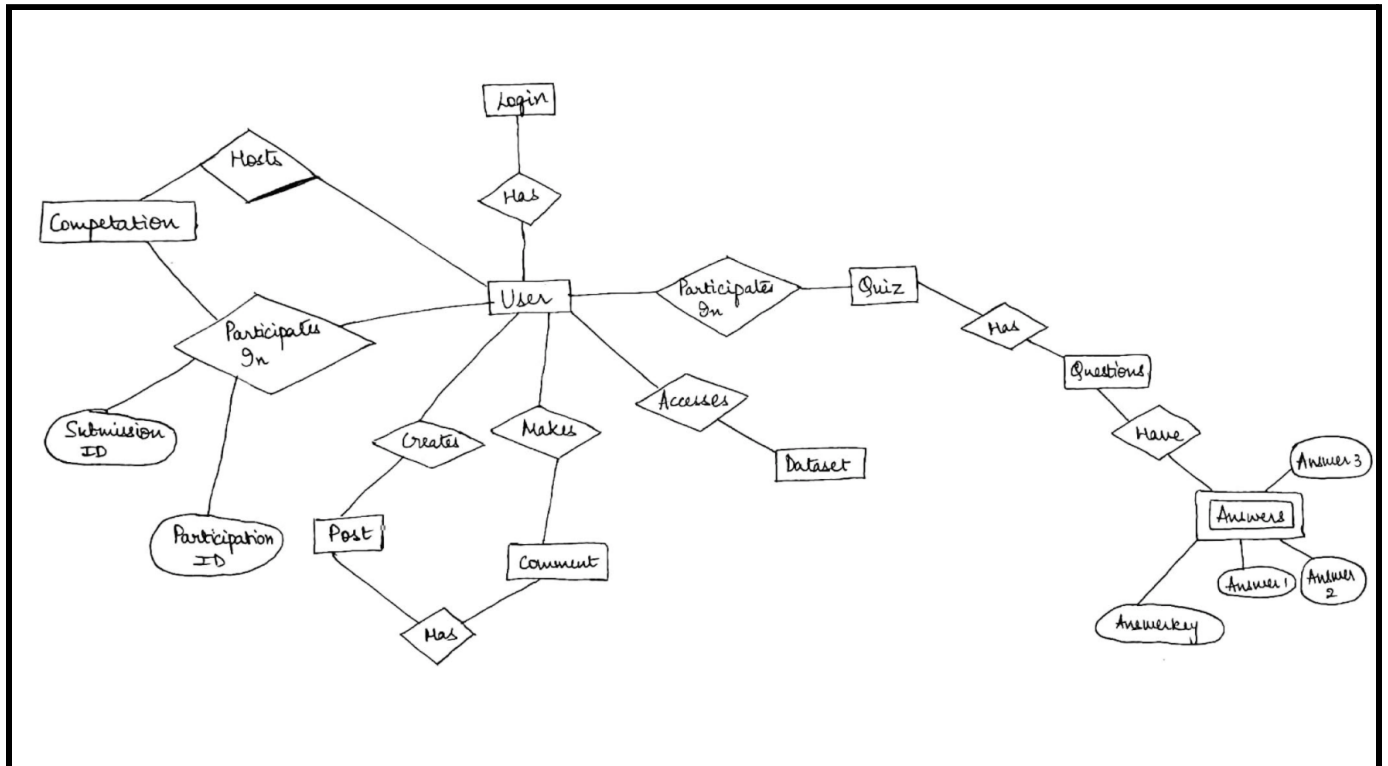 Login
Hosts
Has
Competation
User
Participates
In
Quiz
Participates
In
Has
Questions
Accesses
Submission
ID
Creates
Makes
Have
Dataset
Answer 3
Participation
ID
Post
Comment
Answers
Answer 1
Answer
2
Answerkey
Has